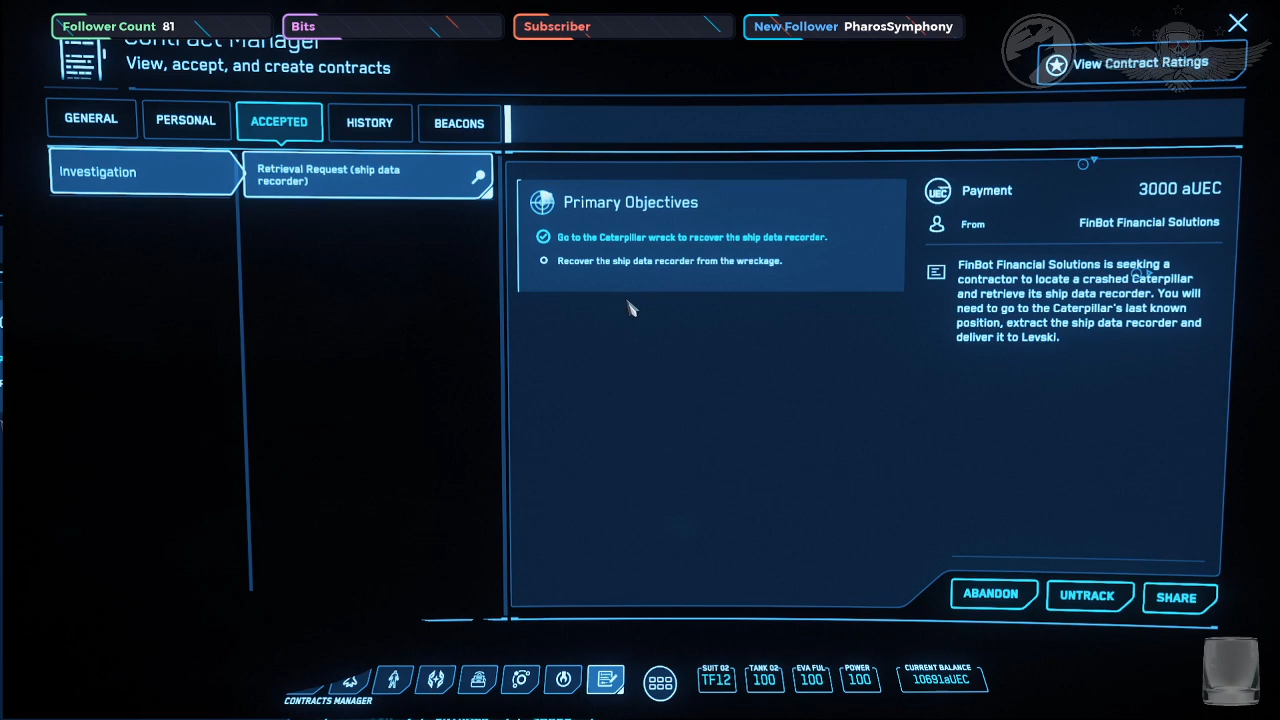 Follower Count 81
Bits
Subscriber
New Follower PharosSymphony
Contract Manager
View, accept, and create contracts
View Contract Ratings
GENERAL
PERSONAL
ACCEPTED
HISTORY
BEACONS
Investigation
Retrieval Request (ship data
recorder)
Primary Objectives
Go to the Caterpillar wreck to recover the ship data recorder.
Recover the ship data recorder from the wreckage.
UEC
Payment
3000 aUEC
From
FinBot Financial Solutions
FinBot Financial Solutions is seeking a
contractor to locate a crashed Caterpillar
and retrieve its ship data recorder. You will
need to go to the Caterpillar's last known
position, extract the ship data recorder and
deliver it to Levski.
ABANDON
UNTRACK
SHARE
CONTRACTS MANAGER
SUIT O2
TF12
TANK O2
100
EVA FUL
100
POWER
100
CURRENT BALANCE
10691aUEC